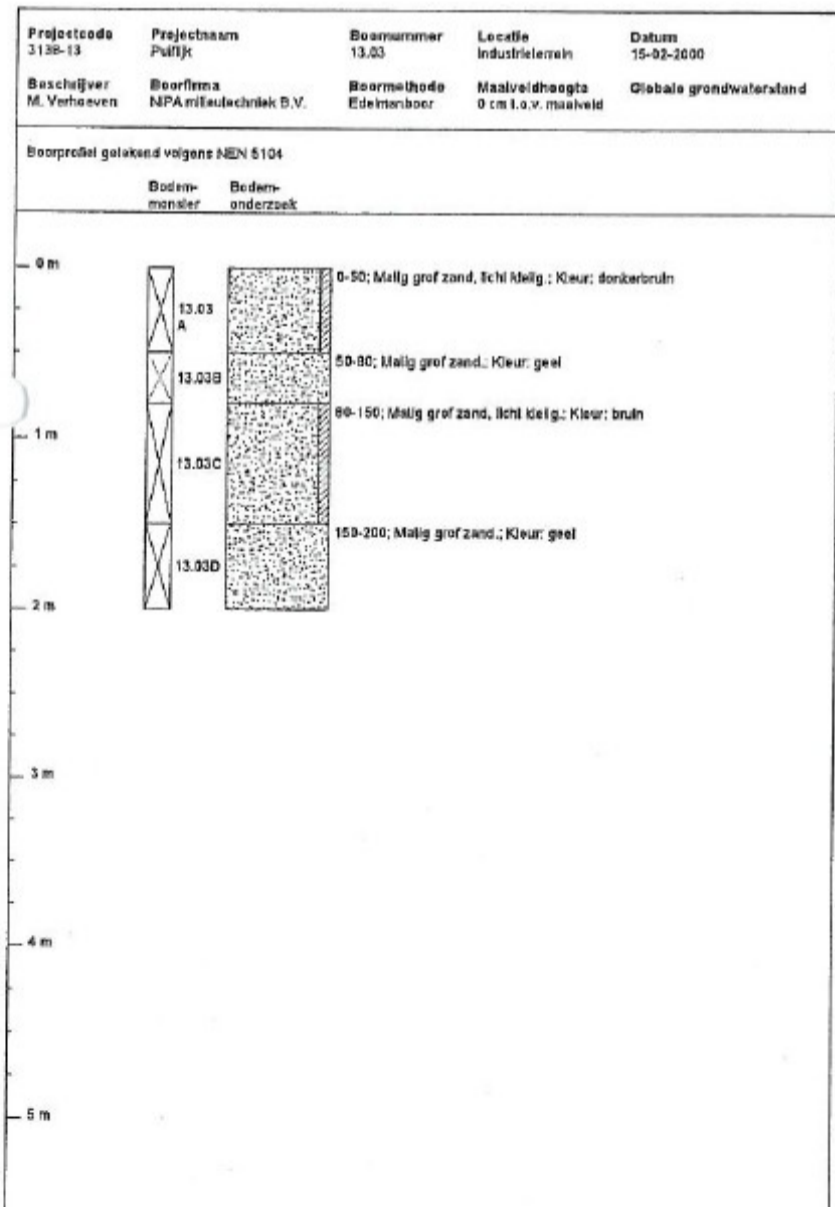 Projectcode Projectnaam Boornummer Locatie Datum
3138-13 Puiflijk 13.03 Industrieterrein 15-02-2000
Beschrijver Boorfirma Boormethode Maaiveldhoogte Globale grondwaterstand
M. Verhoeven NIPA milieutechniek B.V. Edelmanboor 0 cm t.o.v. maaiveld
Boorprofiel getekend volgens NEN 5104
Bodem- Bodem-
monster onderzoek
0 m
0-50; Matig grof zand, licht kleiig.; Kleur: donkerbruin
13.03
A
50-80; Matig grof zand.; Kleur: geel
13.03B
80-150; Matig grof zand, licht kleiig.; Kleur: bruin
1 m
13.03C
150-200; Matig grof zand.; Kleur: geel
13.03D
2 m
3 m
4 m
5 m